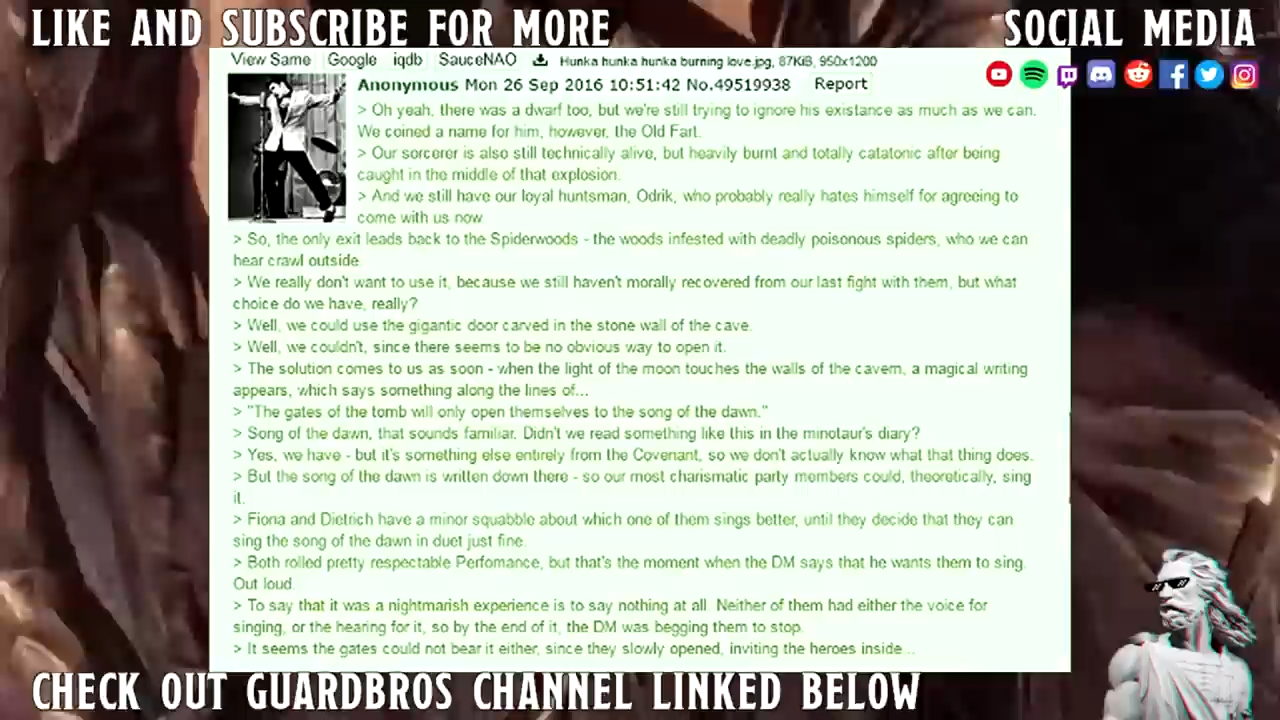 LIKE AND SUBSCRIBE FOR MORE
SOCIAL MEDIA
View Same Google iqdb SauceNAO Hunka hunka hunka burning love.jpg, 87KiB, 950x1200
Anonymous Mon 26 Sep 2016 10:51:42 No.49519938 Report
> Oh yeah, there was a dwarf too, but we're still trying to ignore his existance as much as we can.
We coined a name for him, however, the Old Fart.
> Our sorcerer is also still technically alive, but heavily burnt and totally catatonic after being
caught in the middle of that explosion.
> And we still have our loyal huntsman, Odrik, who probably really hates himself for agreeing to
come with us now.
> So, the only exit leads back to the Spiderwoods - the woods infested with deadly poisonous spiders, who we can
hear crawl outside.
> We really don't want to use it, because we still haven't morally recovered from our last fight with them, but what
choice do we have, really?
> Well, we could use the gigantic door carved in the stone wall of the cave.
> Well, we couldn't, since there seems to be no obvious way to open it.
> The solution comes to us as soon - when the light of the moon touches the walls of the cavern, a magical writing
appears, which says something along the lines of...
> "The gates of the tomb will only open themselves to the song of the dawn."
> Song of the dawn, that sounds familiar. Didn't we read something like this in the minotaur's diary?
> Yes, we have - but it's something else entirely from the Covenant, so we don't actually know what that thing does.
> But the song of the dawn is written down there - so our most charismatic party members could, theoretically, sing
it.
> Fiona and Dietrich have a minor squabble about which one of them sings better, until they decide that they can
sing the song of the dawn in duet just fine.
> Both rolled pretty respectable Perfomance, but that's the moment when the DM says that he wants them to sing.
Out loud.
> To say that it was a nightmarish experience is to say nothing at all. Neither of them had either the voice for
singing, or the hearing for it, so by the end of it, the DM was begging them to stop.
> It seems the gates could not bear it either, since they slowly opened, inviting the heroes inside...
CHECK OUT GUARDBROS CHANNEL LINKED BELOW